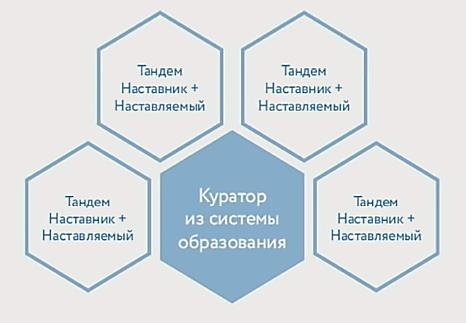 Тандем
Наставник +
Наставляемый
Тандем
Наставник +
Наставляемый
Тандем
Наставник +
Наставляемый
Куратор
из системы
образования
Тандем
Наставник +
Наставляемый